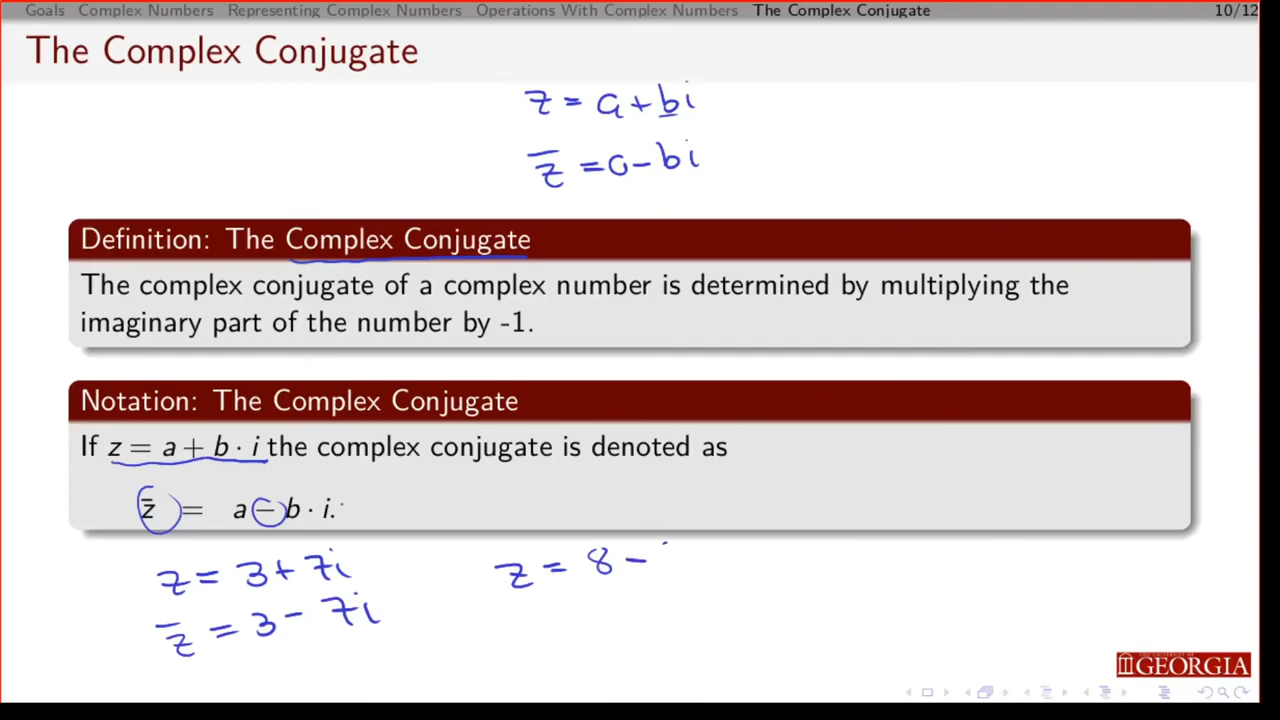 Goals Complex Numbers Representing Complex Numbers Operations With Complex Numbers The Complex Conjugate 10/12
The Complex Conjugate
z = a + bi
z̅ = a - bi
Definition: The Complex Conjugate
The complex conjugate of a complex number is determined by multiplying the
imaginary part of the number by -1.
Notation: The Complex Conjugate
If z = a + b · i the complex conjugate is denoted as
z̄ = a − b · i.
z = 3 + 7i
z = 8 -
z̅ = 3 - 7i
GEORGIA